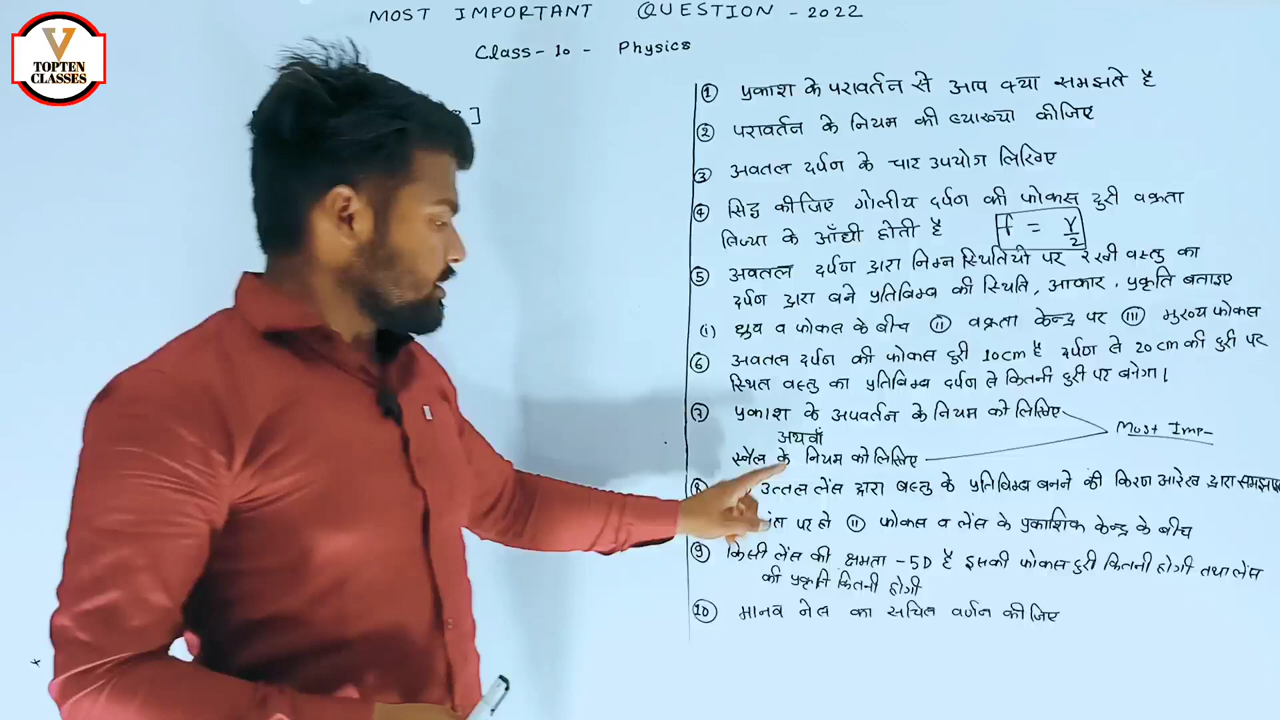 V
TOPTEN
CLASSES
MOST IMPORTANT QUESTION - 2022
Class - 10 - Physics
]
① प्रकाश के परावर्तन से आप क्या समझते है
② परावर्तन के नियम की व्याख्या कीजिए
③ अवतल दर्पण के चार उपयोग लिखिए
④ सिद्ध कीजिए गोलीय दर्पण की फोकस दुरी वक्रता
त्रिज्या के आँधी होती है f = r/2
⑤ अवतल दर्पण द्वारा निम्न स्थितियों पर रखी वस्तु का
दर्पण द्वारा बने प्रतिबिम्ब की स्थिति, आकार, प्रकृति बताइए
(i) ध्रुव व फोकस के बीच (ii) वक्रता केन्द्र पर (iii) मुख्य फोकस
⑥ अवतल दर्पण की फोकस दुरी 10cm है दर्पण से 20cm की दुरी पर
स्थित वस्तु का प्रतिबिम्ब दर्पण से कितनी दुरी पर बनेगा।
⑦ प्रकाश के अपवर्तन के नियम को लिखिए
अथवाँ
Most Imp-
स्नैल के नियम को लिखिए
उत्तल लेंस द्वारा वस्तु के प्रतिबिम्ब बनने की किरण आरेख द्वारा
पर हो (ii) फोकस व लेंस के प्रकाशिक केन्द्र के बीच
⑨ किसी लेंस की क्षमता -5D है इसकी फोकस दुरी कितनी होगी तथा लेंस
की प्रकृति कितनी होगी
⑩ मानव नेत्र का सचित्र वर्णन कीजिए